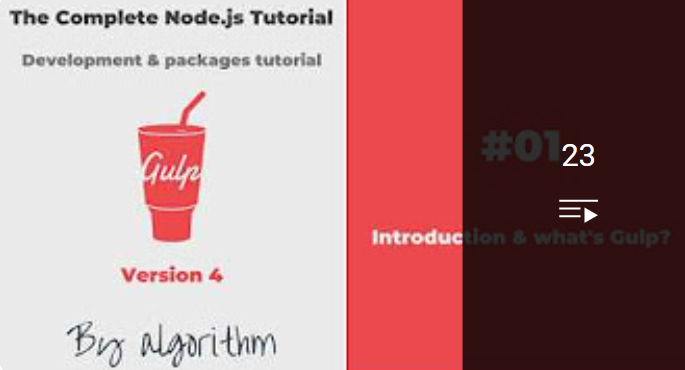 The Complete Node.js Tutorial
Development & packages tutorial
Gulp
Version 4
By algorithm
#01
23
Introduction & what's Gulp?